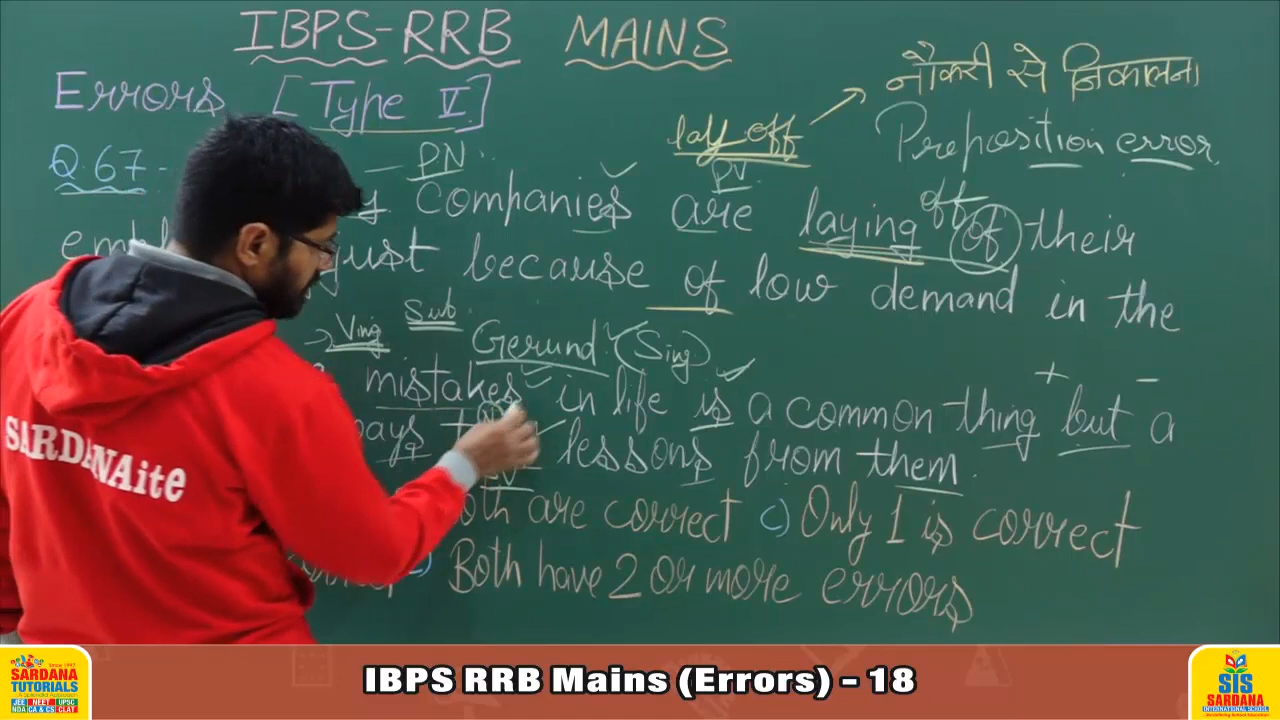 IBPS-RRB MAINS
Errors [Type V]
नौकरी से निकालना
lay off
Preposition error.
Q.67- PN
PV
off
companies are laying of their
just because of low demand in the
Ving Sub
Gerund (Sing)
+ -
mistakes in life is a common thing but a
pays lessons from them.
are correct c) Only 1 is correct
Both have 2 or more errors
SARDANAite
Since 1997
SARDANA
TUTORIALS
JEE NEET UPSC
NDA CA & CS CLAT
IBPS RRB Mains (Errors) - 18
SIS
SARDANA
INTERNATIONAL SCHOOL